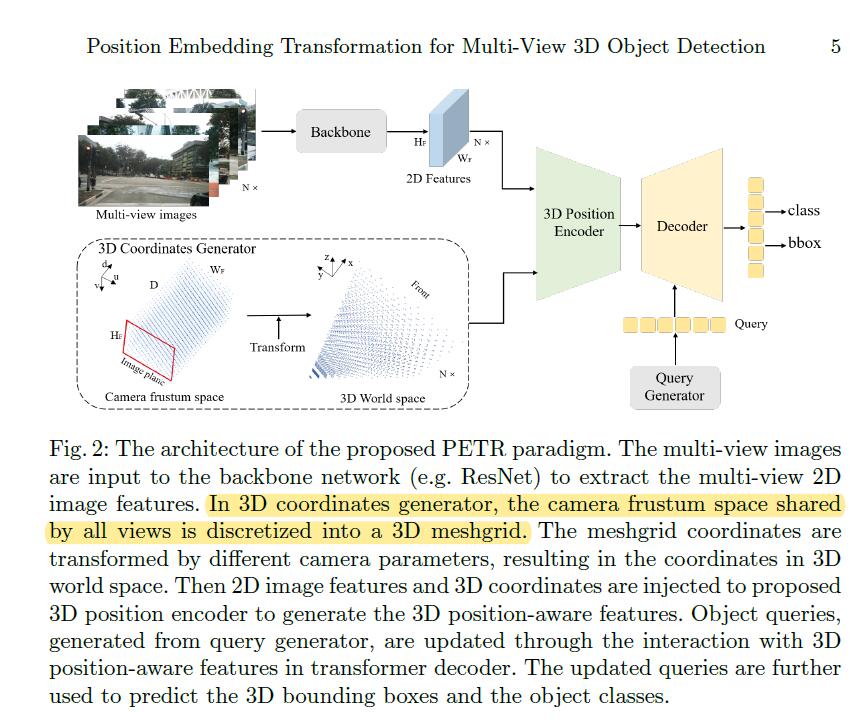 Position Embedding Transformation for Multi-View 3D Object Detection 5
Multi-view images
N ×
Backbone
H_F
W_F
N ×
2D Features
3D Coordinates Generator
d
u
v
D
W_F
H_F
Image plane
Camera frustum space
Transform
z
x
y
Front
N ×
3D World space
3D Position
Encoder
Decoder
class
bbox
Query
Query
Generator
Fig. 2: The architecture of the proposed PETR paradigm. The multi-view images
are input to the backbone network (e.g. ResNet) to extract the multi-view 2D
image features. In 3D coordinates generator, the camera frustum space shared
by all views is discretized into a 3D meshgrid. The meshgrid coordinates are
transformed by different camera parameters, resulting in the coordinates in 3D
world space. Then 2D image features and 3D coordinates are injected to proposed
3D position encoder to generate the 3D position-aware features. Object queries,
generated from query generator, are updated through the interaction with 3D
position-aware features in transformer decoder. The updated queries are further
used to predict the 3D bounding boxes and the object classes.